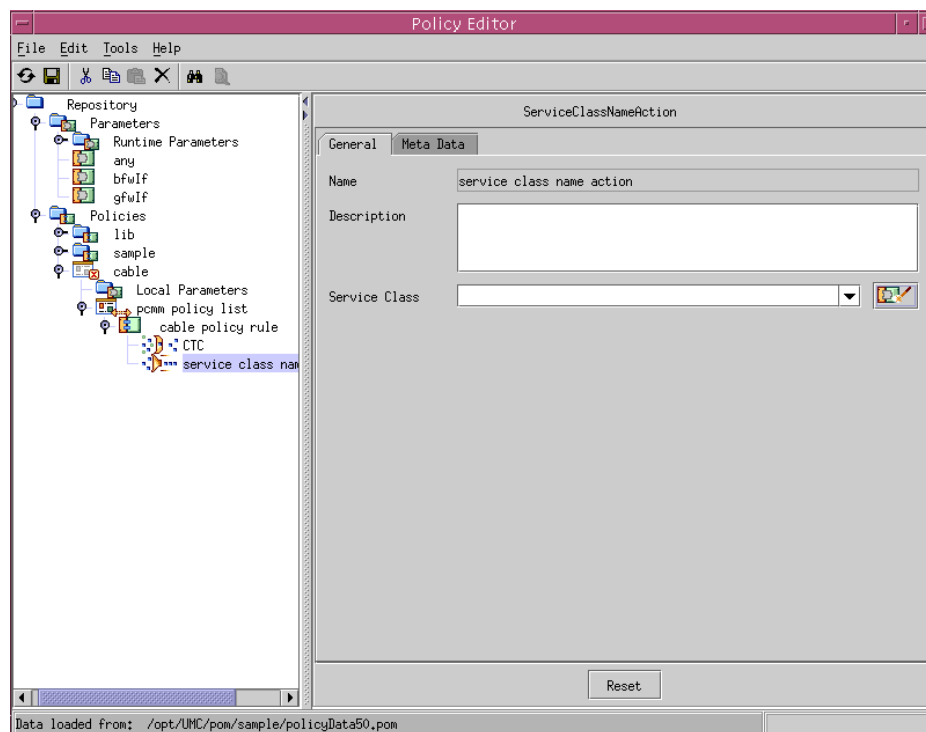 Policy Editor
File Edit Tools Help
Repository
Parameters
Runtime Parameters
any
bfwIf
gfwIf
Policies
lib
sample
cable
Local Parameters
pcmm policy list
cable policy rule
CTC
service class nam
ServiceClassNameAction
General Meta Data
Name service class name action
Description
Service Class
Reset
Data loaded from: /opt/UMC/pom/sample/policyData50.pom